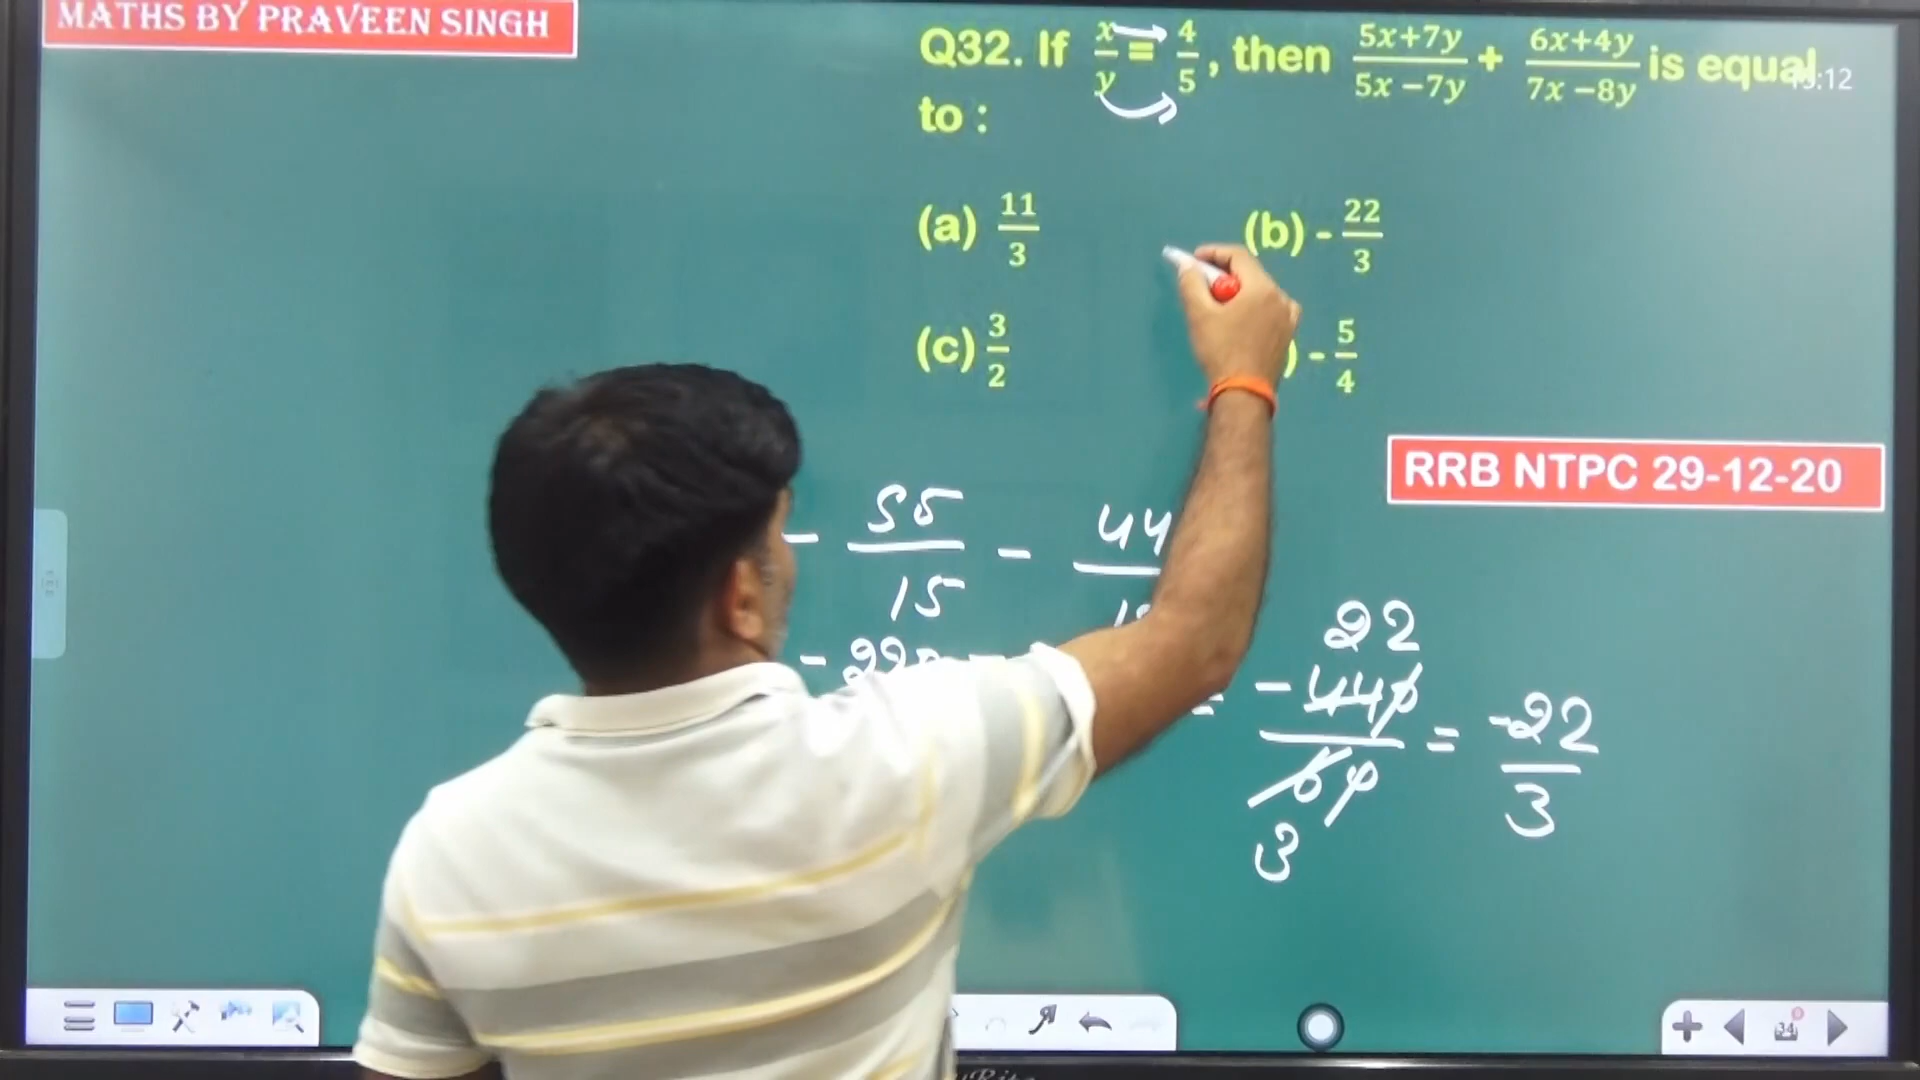 MATHS BY PRAVEEN SINGH
Q32. If x/y = 4/5, then (5x+7y)/(5x−7y) + (6x+4y)/(7x−8y) is equal
:12
to :
(a) 11/3
(b) - 22/3
(c) 3/2
) - 5/4
RRB NTPC 29-12-20
- 55/15 - 44
22
- 440/60 = -22/3
3
34